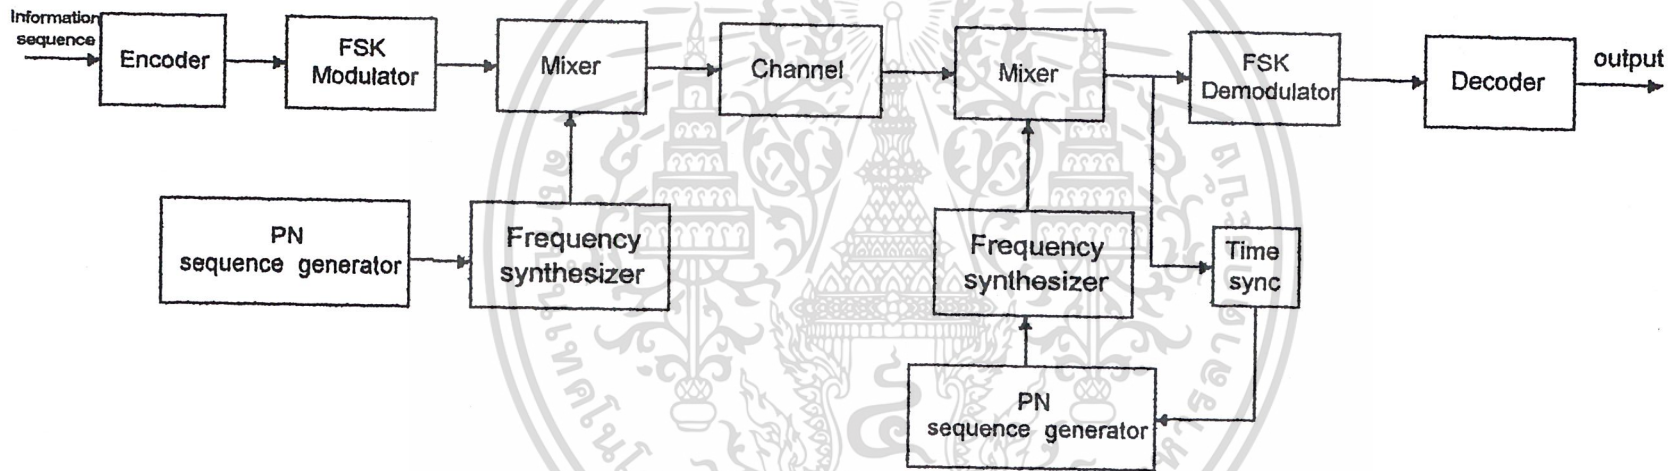 Information
sequence
Encoder
FSK
Modulator
Mixer
Channel
Mixer
FSK
Demodulator
Decoder
output
PN
sequence generator
Frequency
synthesizer
Frequency
synthesizer
Time
sync
PN
sequence generator